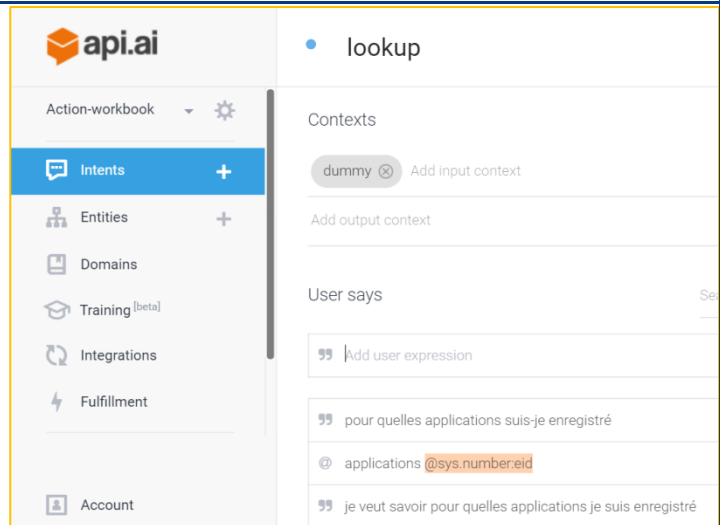 api.ai
lookup
Action-workbook
Contexts
Intents +
dummy Add input context
Entities +
Add output context
Domains
User says
Training [beta]
Integrations
Add user expression
Fulfillment
pour quelles applications suis-je enregistré
@ applications @sys.number:eid
Account
je veut savoir pour quelles applications je suis enregistré